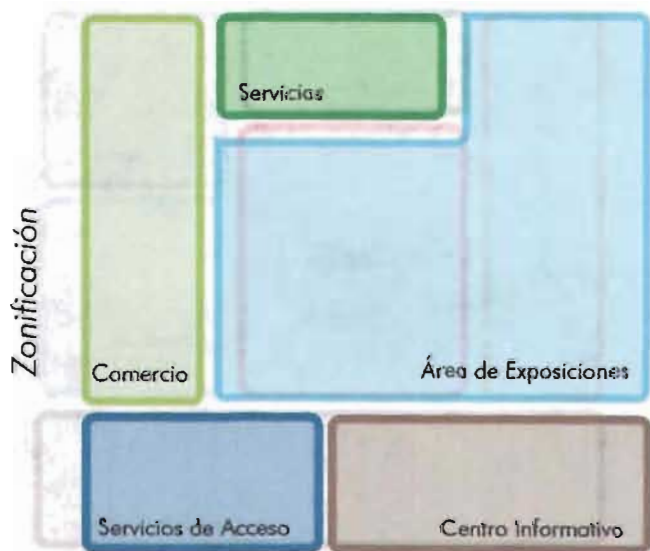 Zonificación
Servicios
Comercio
Área de Exposiciones
Servicios de Acceso
Centro Informativo